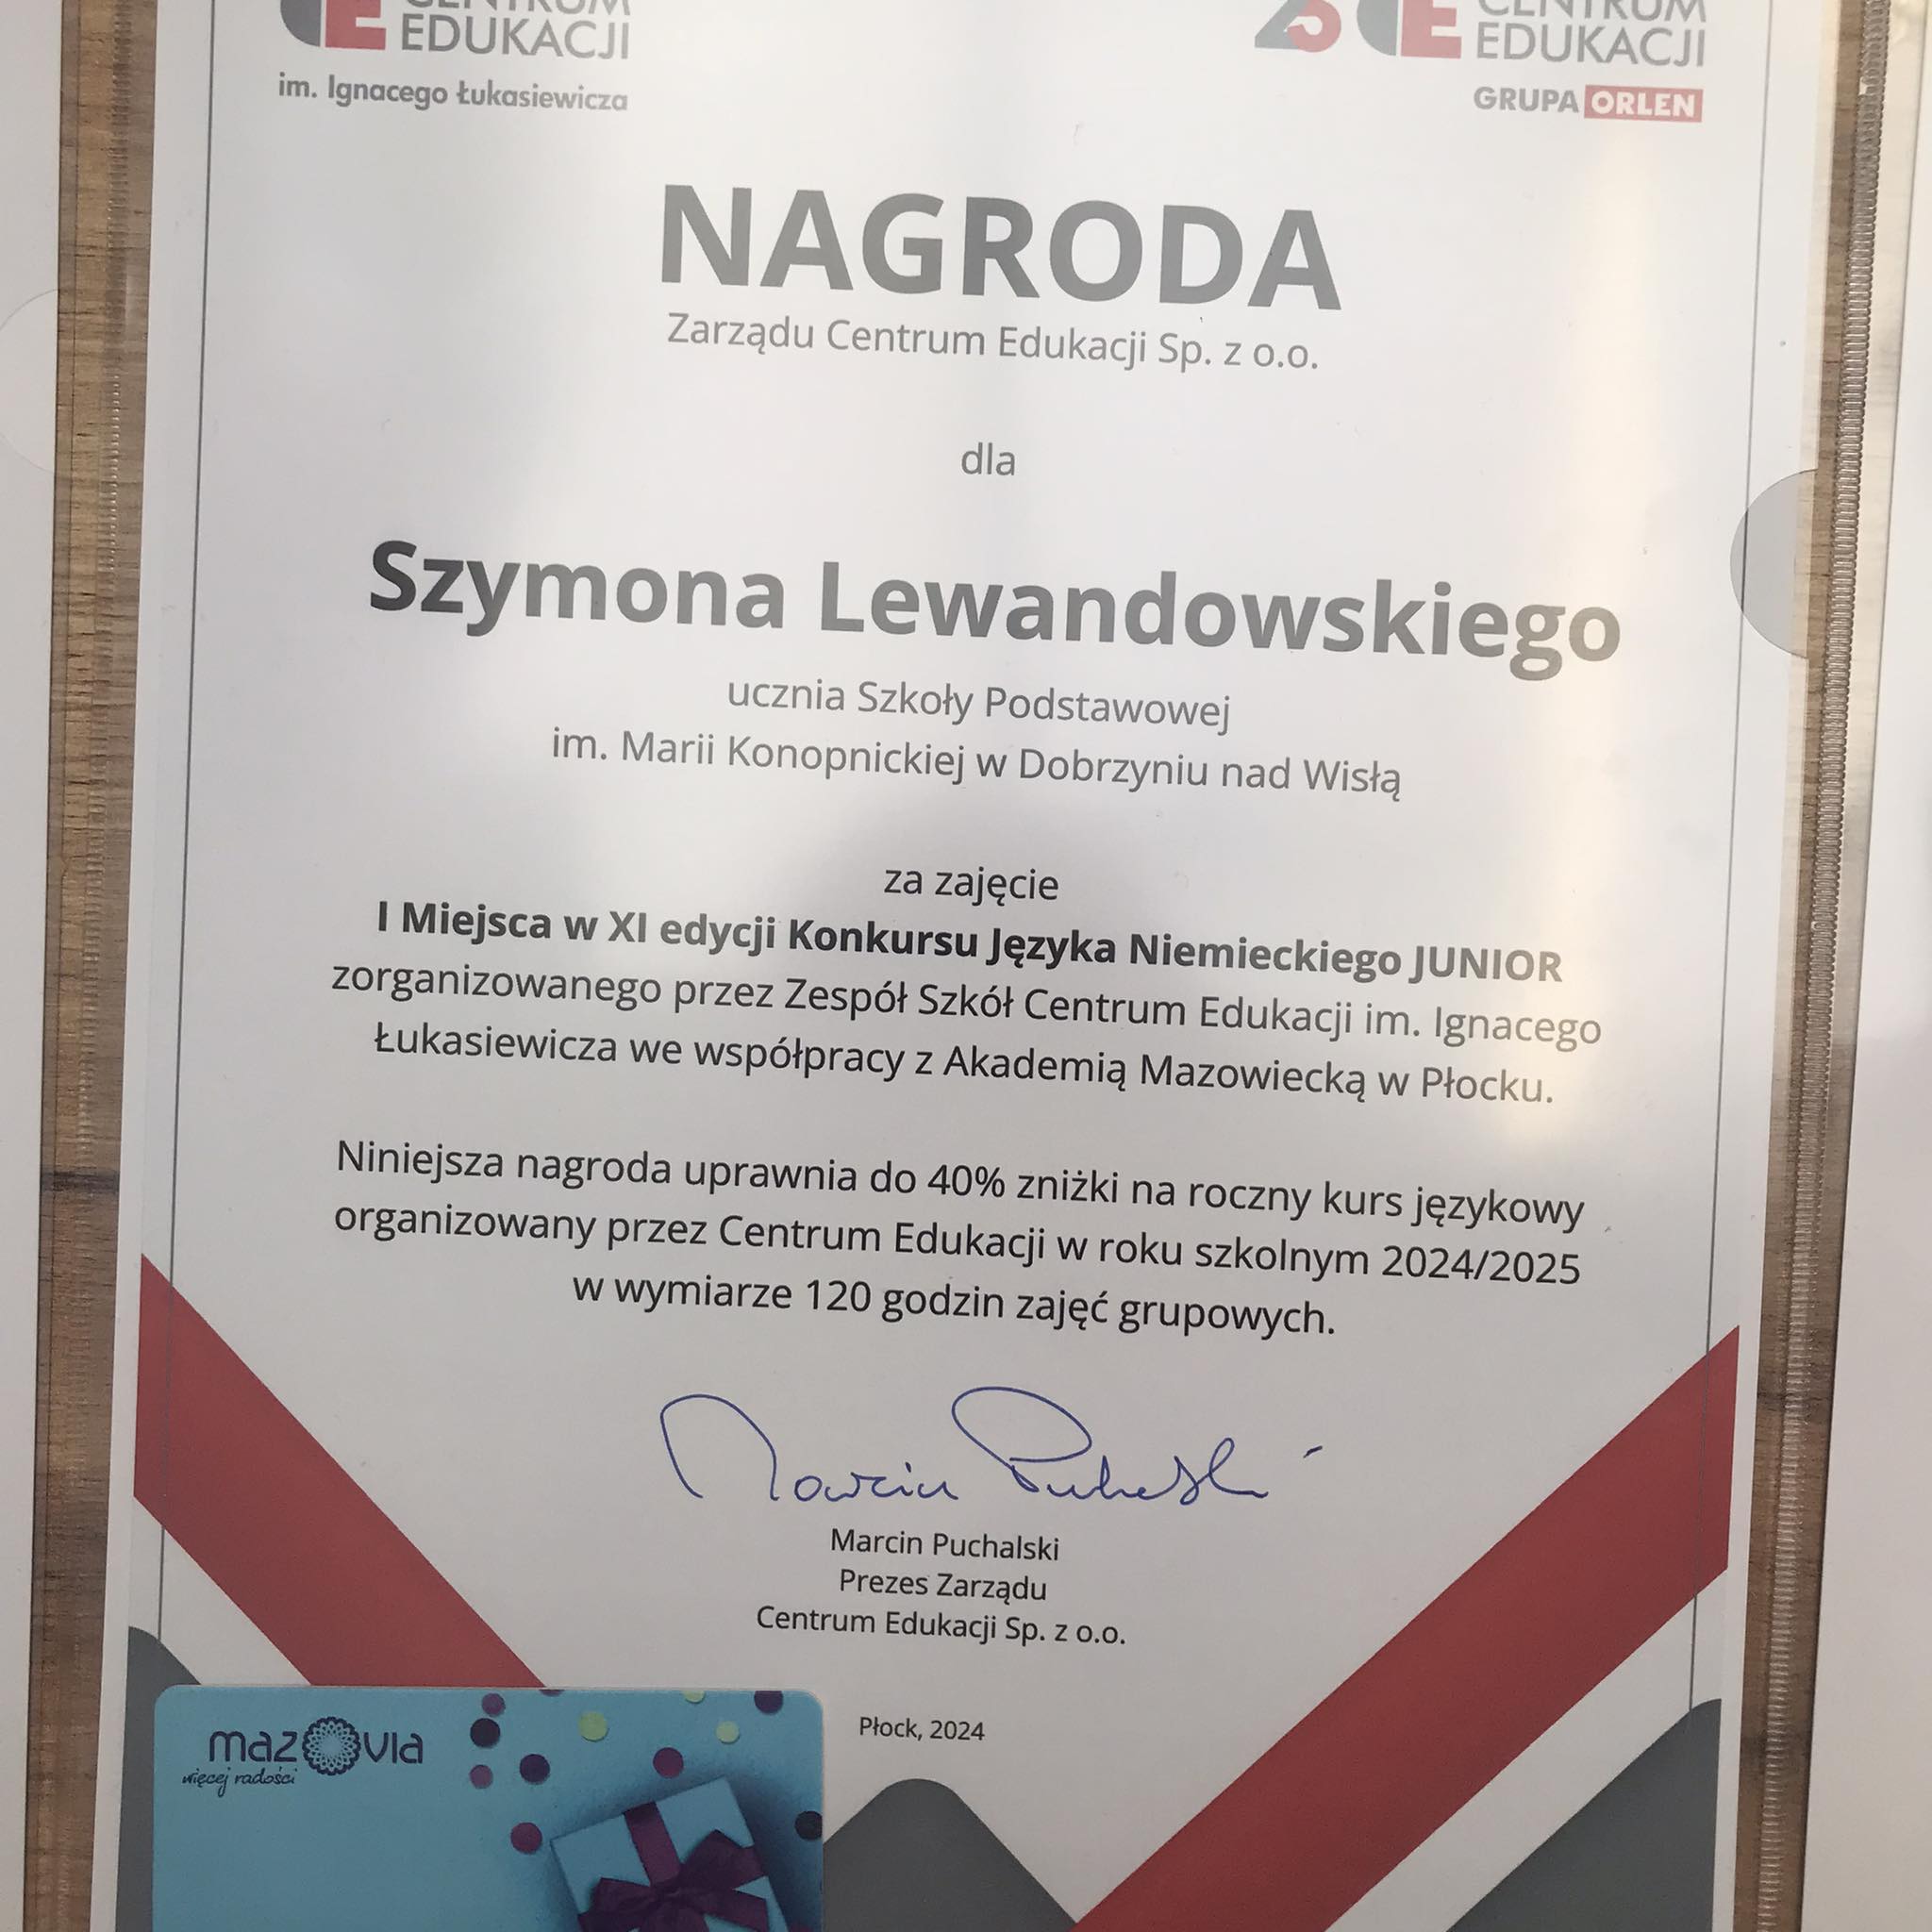 CENTRUM
EDUKACJI
im. Ignacego Łukasiewicza
CENTRUM
EDUKACJI
GRUPA ORLEN
NAGRODA
Zarządu Centrum Edukacji Sp. z o.o.
dla
Szymona Lewandowskiego
ucznia Szkoły Podstawowej
im. Marii Konopnickiej w Dobrzyniu nad Wisłą
za zajęcie
I Miejsca w XI edycji Konkursu Języka Niemieckiego JUNIOR
zorganizowanego przez Zespół Szkół Centrum Edukacji im. Ignacego
Łukasiewicza we współpracy z Akademią Mazowiecką w Płocku.
Niniejsza nagroda uprawnia do 40% zniżki na roczny kurs językowy
organizowany przez Centrum Edukacji w roku szkolnym 2024/2025
w wymiarze 120 godzin zajęć grupowych.
Marcin Puchalski
Marcin Puchalski
Prezes Zarządu
Centrum Edukacji Sp. z o.o.
Płock, 2024
mazovia
więcej radości